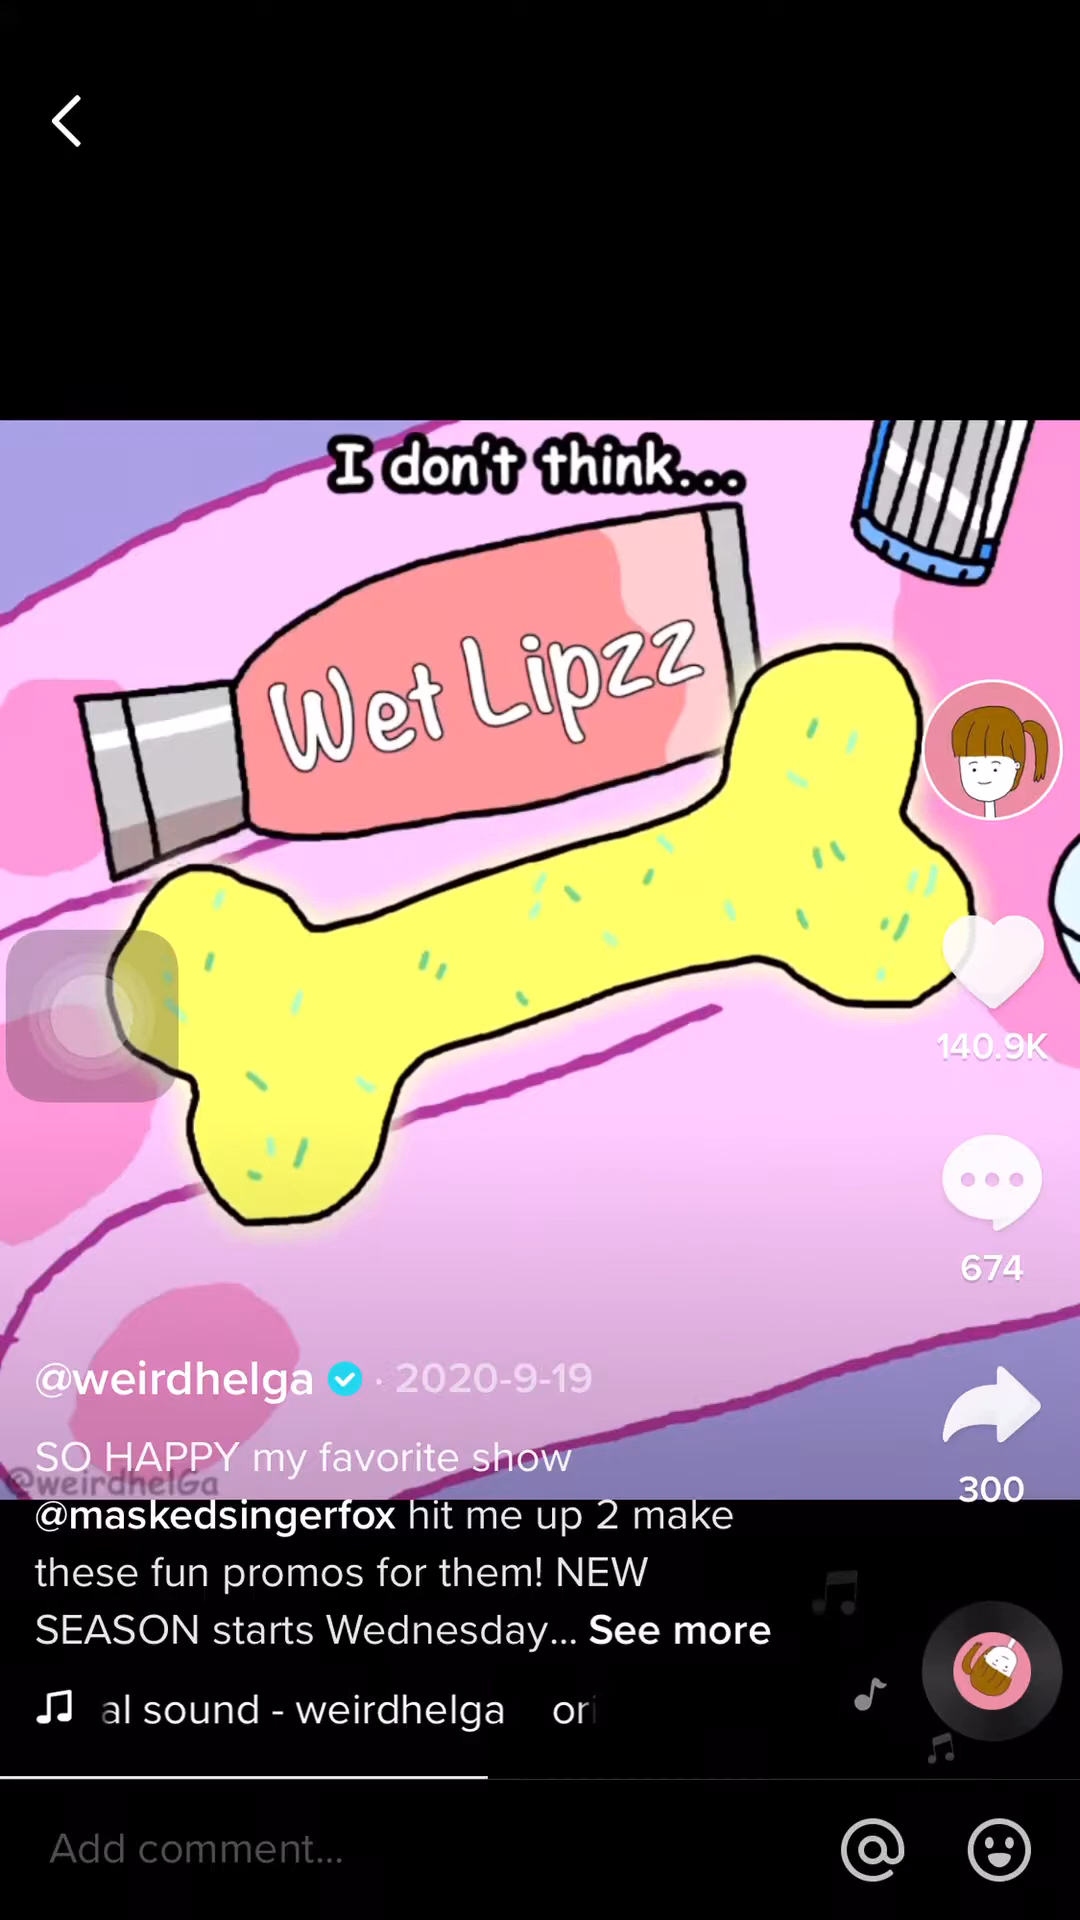 I don't think...
Wet Lipzz
140.9K
674
@weirdhelga · 2020-9-19
SO HAPPY my favorite show
@weirdhelGa
300
@maskedsingerfox hit me up 2 make
these fun promos for them! NEW
SEASON starts Wednesday... See more
al sound - weirdhelga ori
Add comment...